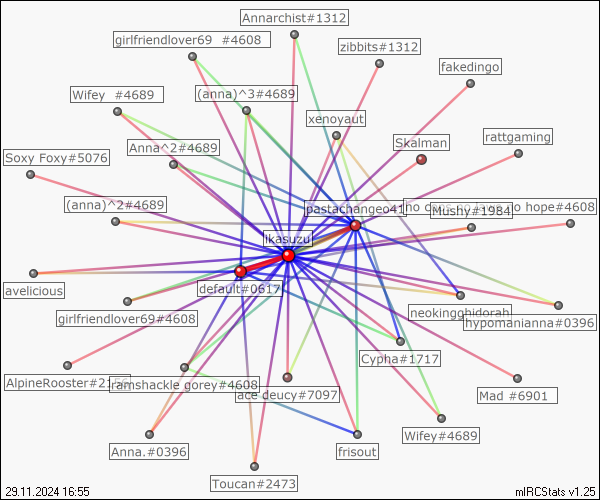 Annarchist#1312
girlfriendlover69 #4608
zibbits#1312
fakedingo
Wifey #4689
(anna)^3#4689
xenoyaut
Skalman
rattgaming
Anna^2#4689
Soxy Foxy#5076
(anna)^2#4689
pastachangeo41
no hope#4608
Mushy#1984
ikasuzu
default#0617
avelicious
girlfriendlover69#4608
neokingghidorah
hypomanianna#0396
Cypha#1717
AlpineRooster#2
ramshackle gorey#4608
ace deucy#7097
Mad #6901
Anna.#0396
frisout
Wifey#4689
Toucan#2473
29.11.2024 16:55
mIRCStats v1.25